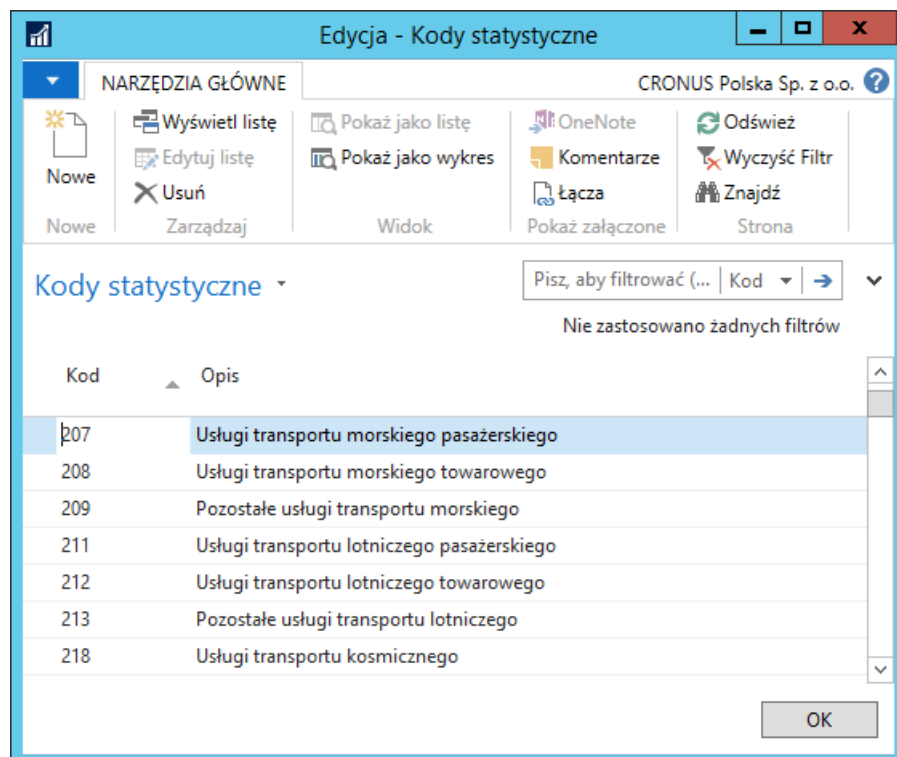 Edycja - Kody statystyczne
NARZĘDZIA GŁÓWNE
CRONUS Polska Sp. z o.o.
Nowe
Wyświetl listę
Edytuj listę
Usuń
Pokaż jako listę
Pokaż jako wykres
OneNote
Komentarze
Łącza
Odśwież
Wyczyść Filtr
Znajdź
Nowe
Zarządzaj
Widok
Pokaż załączone
Strona
Kody statystyczne
Pisz, aby filtrować (... Kod
Nie zastosowano żadnych filtrów
Kod Opis
207 Usługi transportu morskiego pasażerskiego
208 Usługi transportu morskiego towarowego
209 Pozostałe usługi transportu morskiego
211 Usługi transportu lotniczego pasażerskiego
212 Usługi transportu lotniczego towarowego
213 Pozostałe usługi transportu lotniczego
218 Usługi transportu kosmicznego
OK